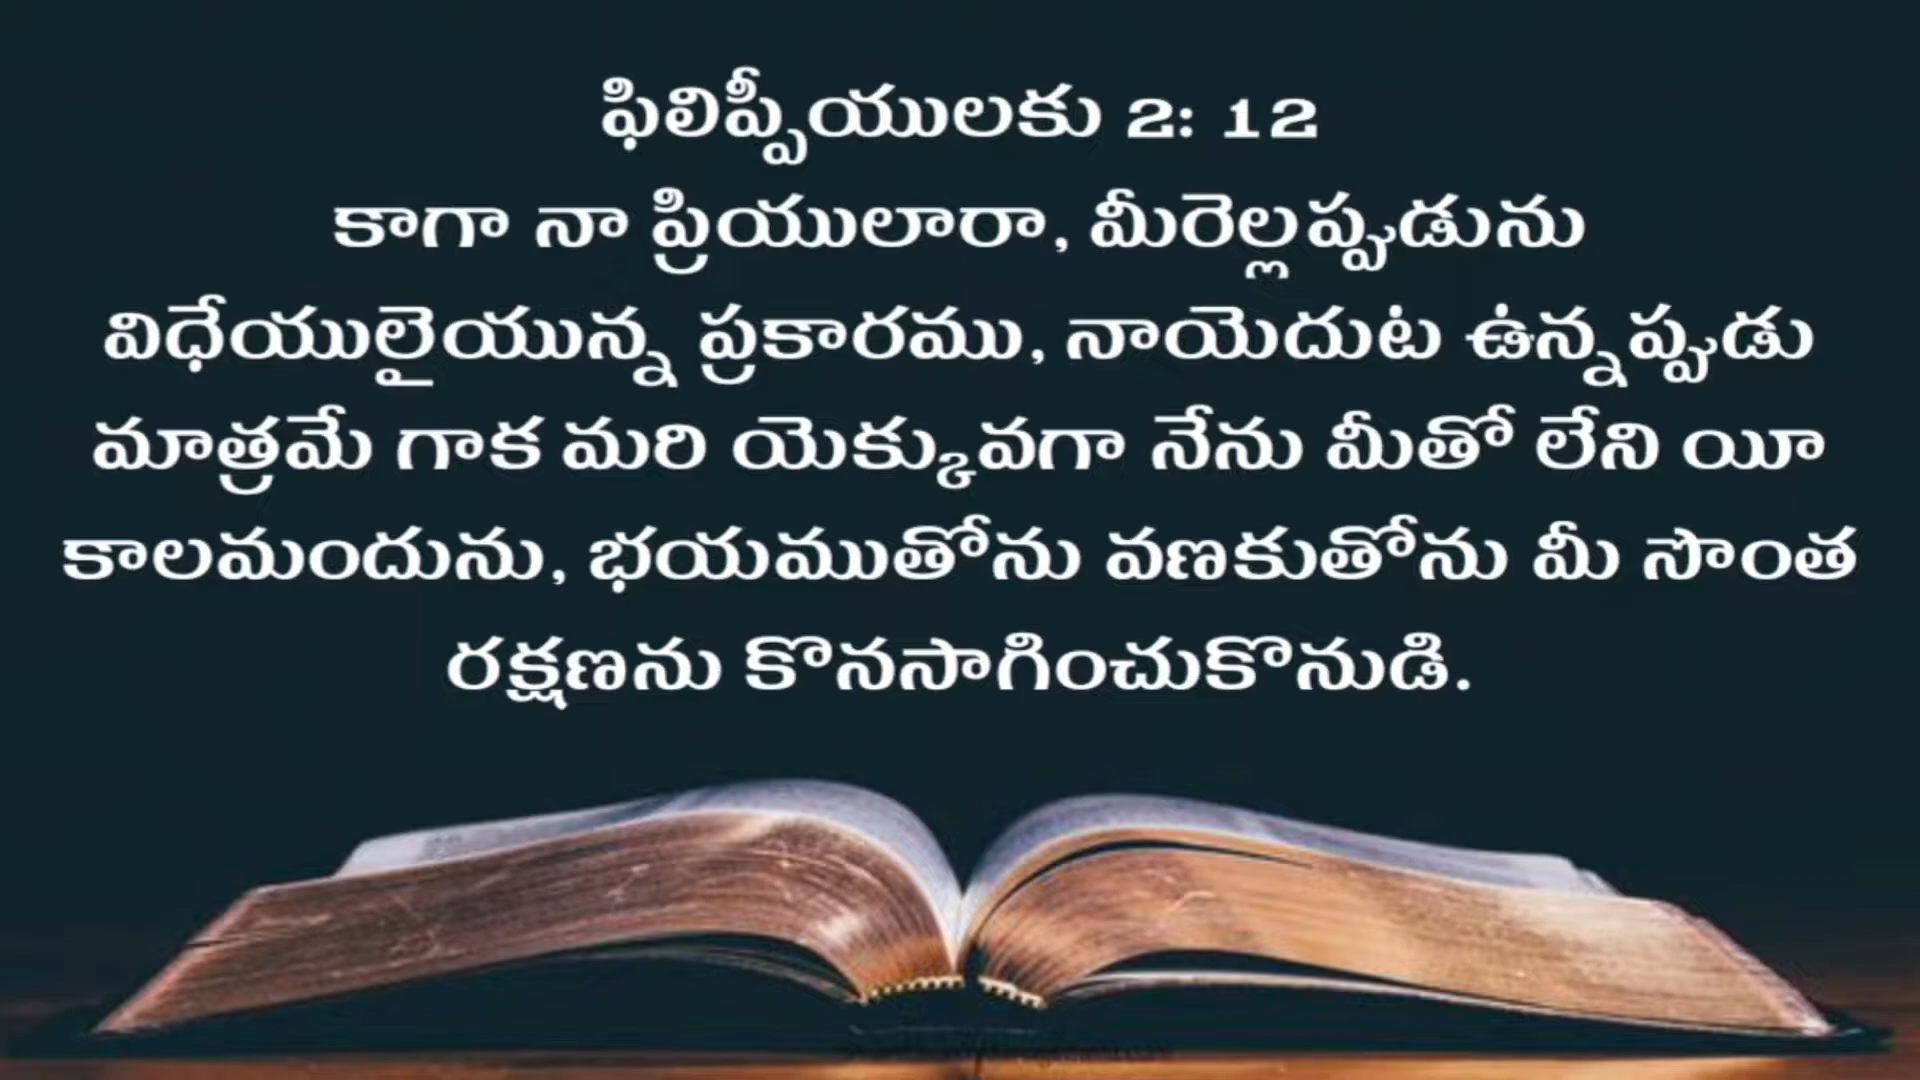 ఫిలిప్పీయులకు 2: 12
కాగా నా ప్రియులారా, మీరెల్లప్పుడును
విధేయులైయున్న ప్రకారము, నాయెదుట ఉన్నప్పుడు
మాత్రమే గాక మరి యెక్కువగా నేను మీతో లేని యీ
కాలమందును, భయముతోను వణకుతోను మీ సొంత
రక్షణను కొనసాగించుకొనుడి.